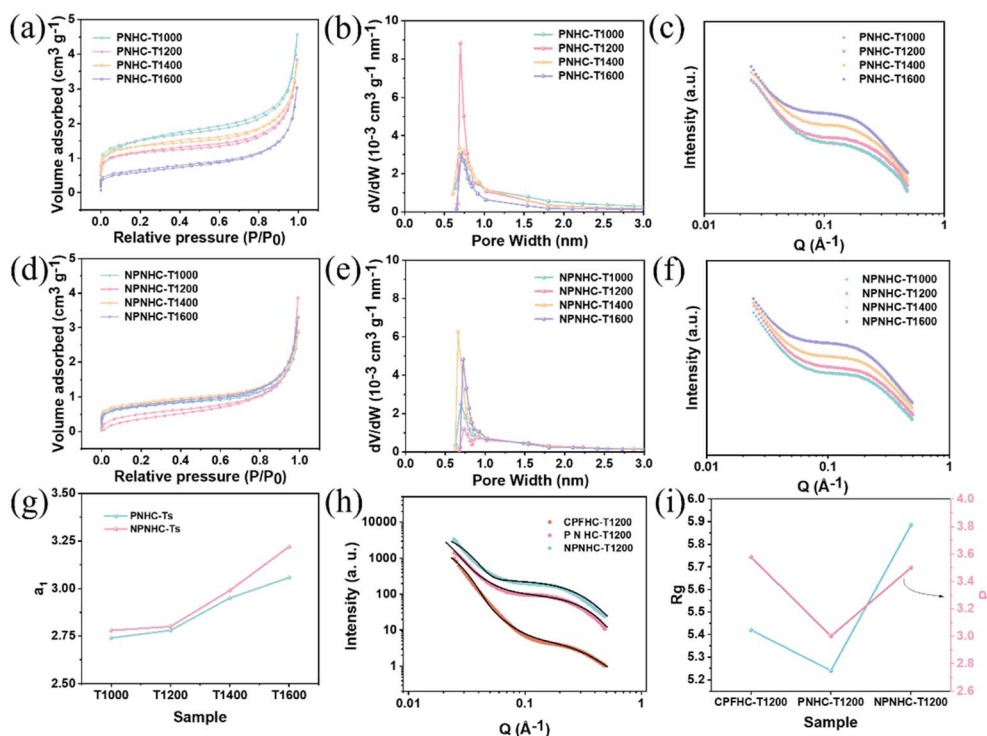 (a)
5
4
3
2
1
0
Volume adsorbed (cm³ g⁻¹)
PNHC-T1000
PNHC-T1200
PNHC-T1400
PNHC-T1600
0.0 0.2 0.4 0.6 0.8 1.0
Relative pressure (P/P0)
(b)
10
8
6
4
2
0
dV/dW (10⁻³ cm³ g⁻¹ nm⁻¹)
PNHC-T1000
PNHC-T1200
PNHC-T1400
PNHC-T1600
0.0 0.5 1.0 1.5 2.0 2.5 3.0
Pore Width (nm)
(c)
Intensity (a.u.)
PNHC-T1000
PNHC-T1200
PNHC-T1400
PNHC-T1600
0.01 0.1 1
Q (Å⁻¹)
(d)
5
4
3
2
1
0
Volume adsorbed (cm³ g⁻¹)
NPNHC-T1000
NPNHC-T1200
NPNHC-T1400
NPNHC-T1600
0.0 0.2 0.4 0.6 0.8 1.0
Relative pressure (P/P0)
(e)
10
8
6
4
2
0
dV/dW (10⁻³ cm³ g⁻¹ nm⁻¹)
NPNHC-T1000
NPNHC-T1200
NPNHC-T1400
NPNHC-T1600
0.0 0.5 1.0 1.5 2.0 2.5 3.0
Pore Width (nm)
(f)
Intensity (a.u.)
NPNHC-T1000
NPNHC-T1200
NPNHC-T1400
NPNHC-T1600
0.01 0.1 1
Q (Å⁻¹)
(g)
3.50
3.25
3.00
2.75
2.50
a₁
PNHC-Ts
NPNHC-Ts
T1000 T1200 T1400 T1600
Sample
(h)
10000
1000
100
10
1
Intensity (a. u.)
CPFHC-T1200
P N HC-T1200
NPNHC-T1200
0.1 1
Q (Å⁻¹)
(i)
6.0
5.9
5.8
5.7
5.6
5.5
5.4
5.3
5.2
Rg
4.0
3.8
3.6
3.4
3.2
3.0
2.8
2.6
CPFHC-T1200 PNHC-T1200 NPNHC-T1200
Sample